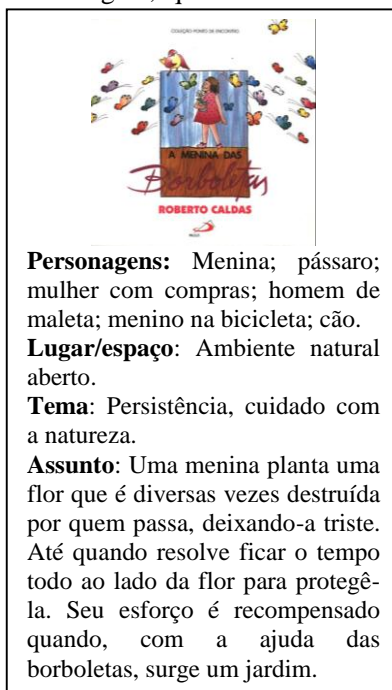 COLEÇÃO PONTO DE ENCONTRO
A MENINA DAS
Borboletas
ROBERTO CALDAS
Personagens: Menina; pássaro;
mulher com compras; homem de
maleta; menino na bicicleta; cão.
Lugar/espaço: Ambiente natural
aberto.
Tema: Persistência, cuidado com
a natureza.
Assunto: Uma menina planta uma
flor que é diversas vezes destruída
por quem passa, deixando-a triste.
Até quando resolve ficar o tempo
todo ao lado da flor para protegê-
la. Seu esforço é recompensado
quando, com a ajuda das
borboletas, surge um jardim.